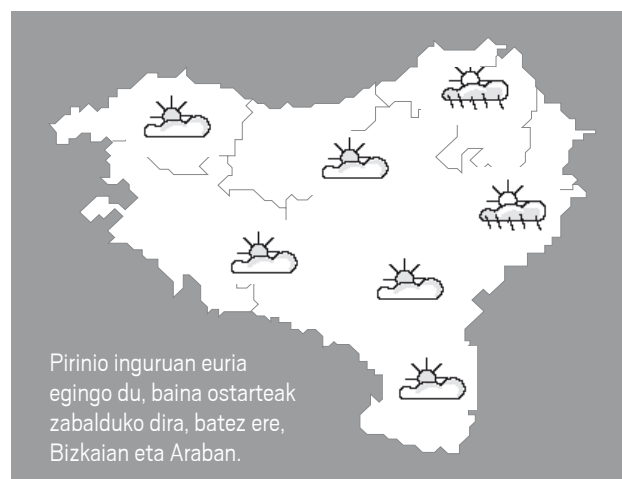 Pirinio inguruan euria
egingo du, baina ostarteak
zabalduko dira, batez ere,
Bizkaian eta Araban.